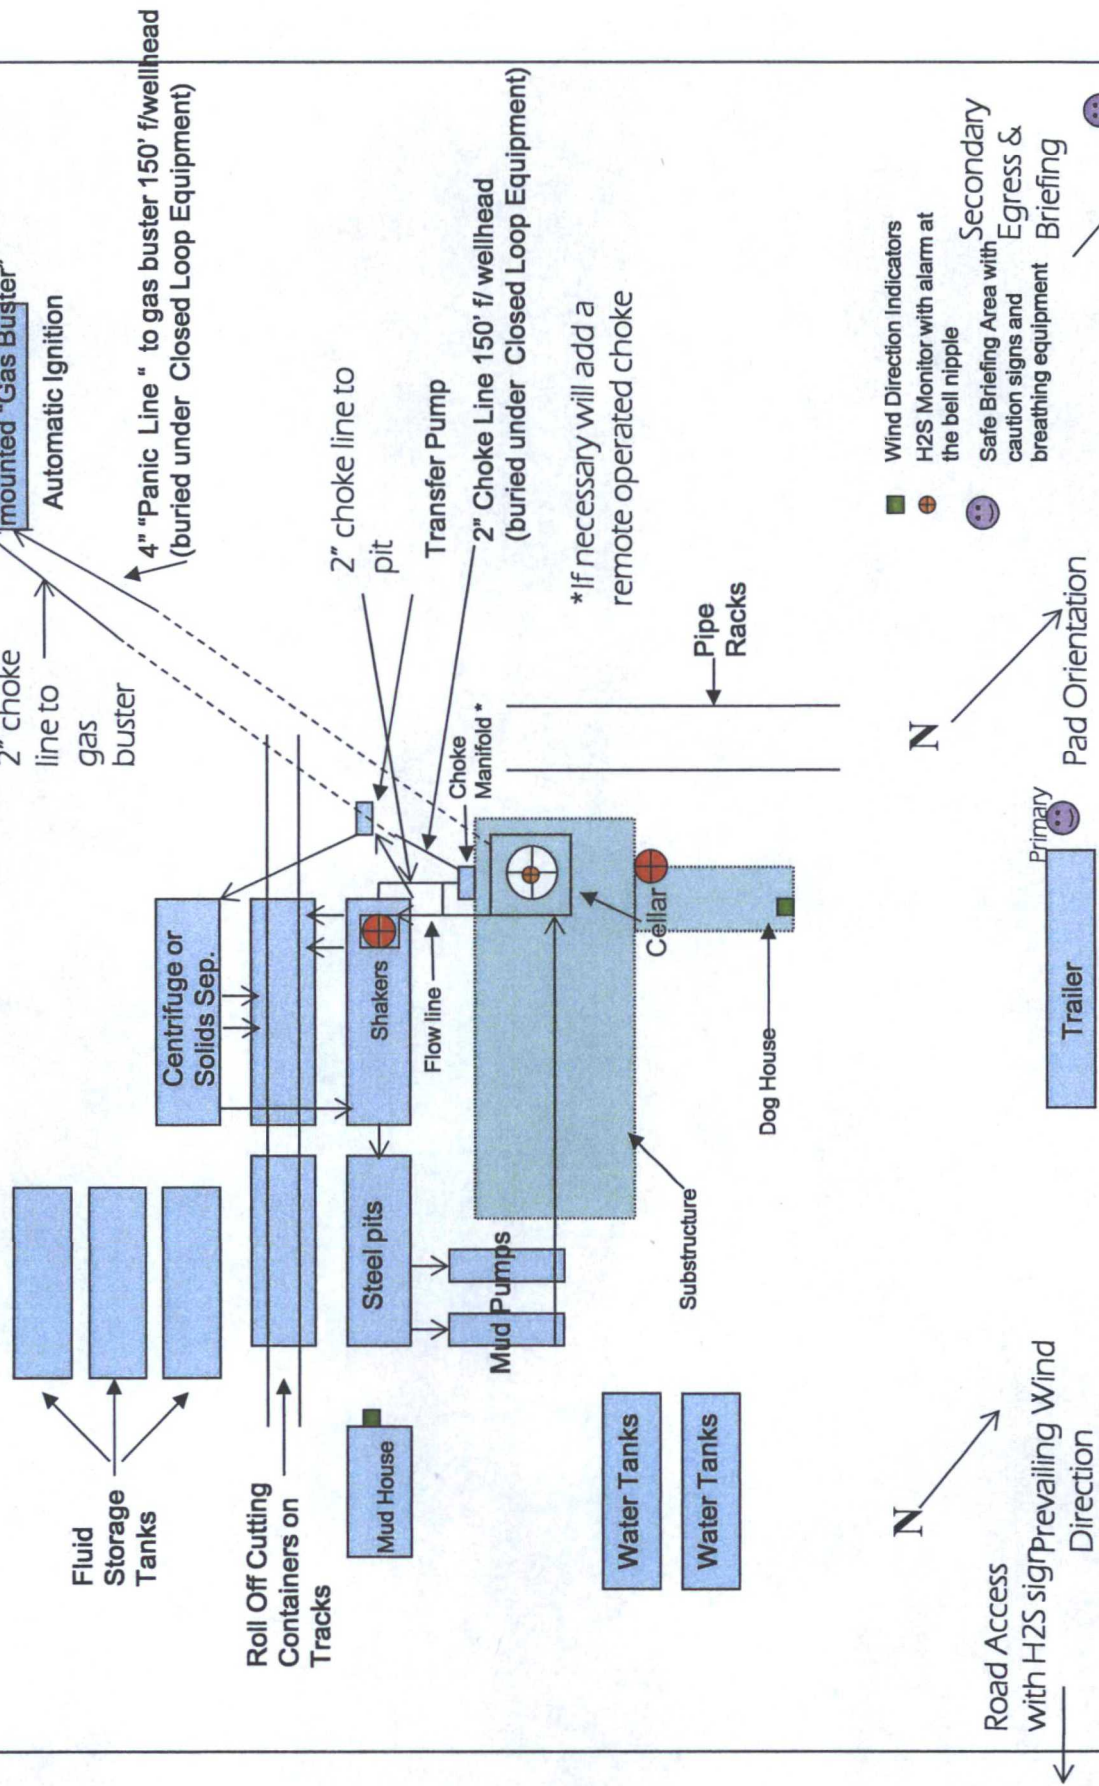 mounted "Gas Buster"
Automatic Ignition
4" "Panic Line " to gas buster 150' f/wellhead
(buried under Closed Loop Equipment)
2" choke
line to
gas
buster
2" choke line to
pit
Transfer Pump
2" Choke Line 150' f/ wellhead
(buried under Closed Loop Equipment)
*If necessary will add a
remote operated choke
Fluid
Storage
Tanks
Centrifuge or
Solids Sep.
Roll Off Cutting
Containers on
Tracks
Shakers
Steel pits
Mud House
Flow line
Choke
Manifold *
Mud Pumps
Cellar
Pipe
Racks
Substructure
Dog House
Water Tanks
Water Tanks
Wind Direction Indicators
H2S Monitor with alarm at
the bell nipple
Safe Briefing Area with
caution signs and
breathing equipment
Secondary
Egress &
Briefing
N
Pad Orientation
Primary
Trailer
N
Prevailing Wind
Direction
Road Access
with H2S sign